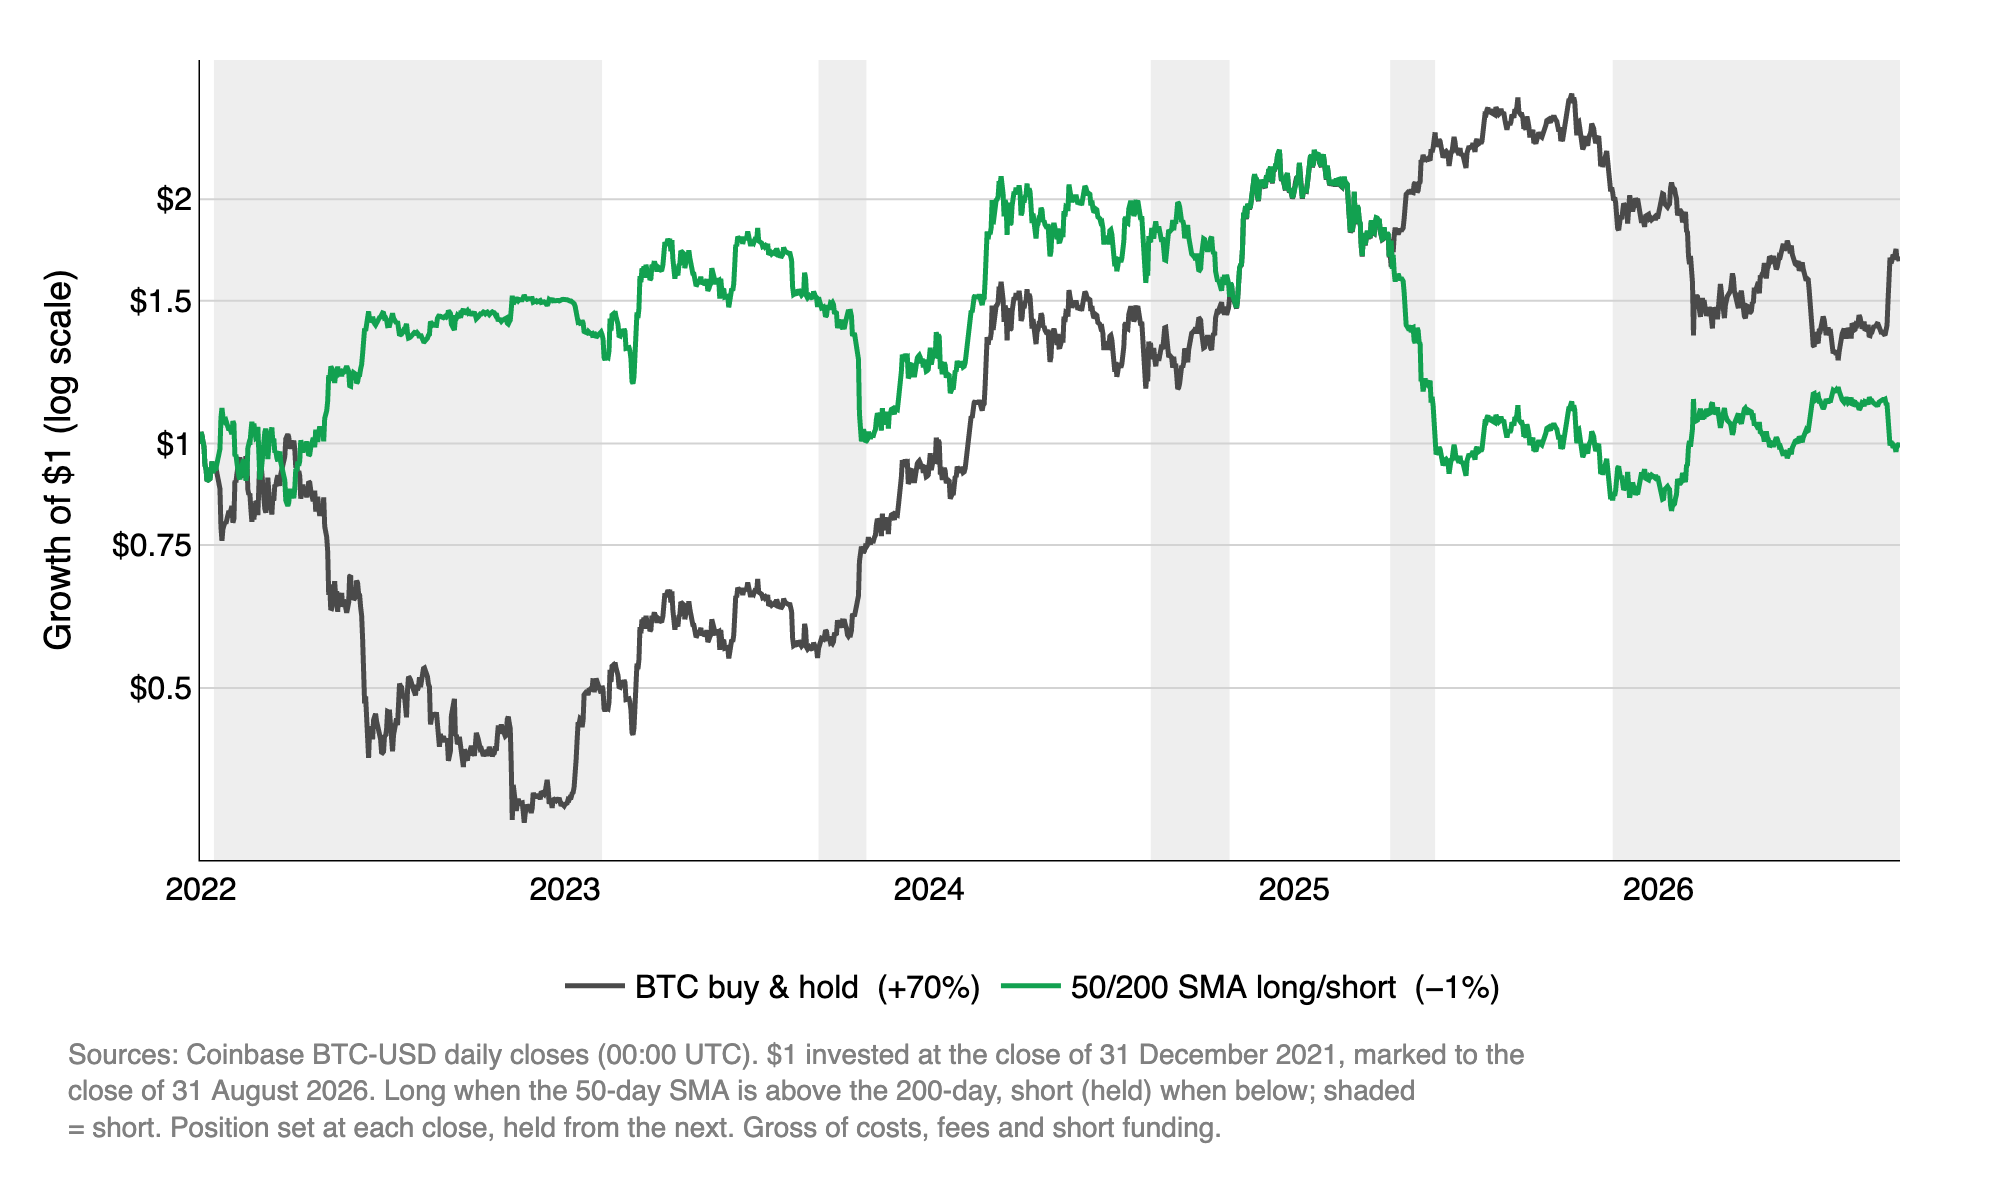 Growth of $1 (log scale)
$2
$1.5
$1
$0.75
$0.5
2022 2023 2024 2025 2026
BTC buy & hold (+70%) 50/200 SMA long/short (−1%)
Sources: Coinbase BTC-USD daily closes (00:00 UTC). $1 invested at the close of 31 December 2021, marked to the
close of 31 August 2026. Long when the 50-day SMA is above the 200-day, short (held) when below; shaded
= short. Position set at each close, held from the next. Gross of costs, fees and short funding.